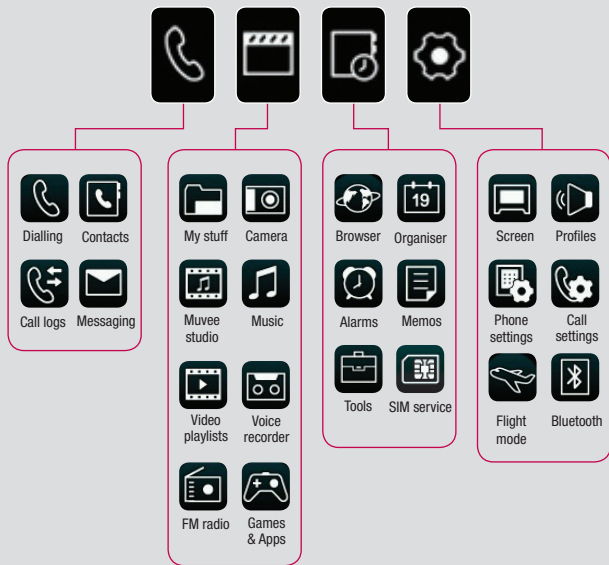 Dialling
Contacts
Call logs
Messaging
My stuff
Camera
Muvee
studio
Music
Video
playlists
Voice
recorder
FM radio
Games
& Apps
Browser
19
Organiser
Alarms
Memos
Tools
SIM service
Screen
Profiles
Phone
settings
Call
settings
Flight
mode
Bluetooth